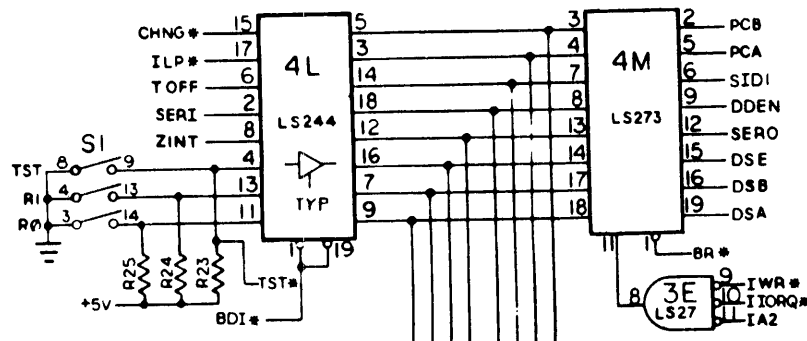 CHNG* 15 5 3 2 PCB
ILP* 17 4L 3 4 4M 5 PCA
TOFF 6 14 7 6 SID1
SERI 2 LS244 18 8 LS273 9 DDEN
ZINT 8 12 13 12 SERO
S1
TST 8 9 4 16 14 15 DSE
R1 4 13 13 TYP 7 17 16 DSB
RØ 3 14 11 9 18 19 DSA
1 19 11 1
R25 R24 R23 BR*
TST*
+5V BDI*
8 3E LS27 9 IWR*
10 IIORQ*
11 IA2